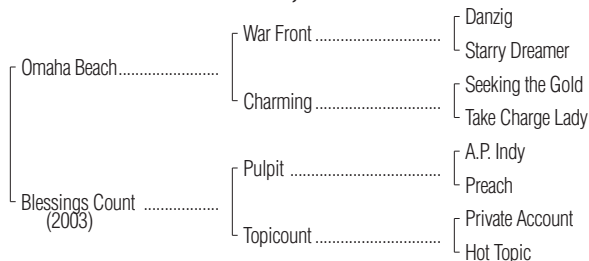 Danzig
War Front ........................
Starry Dreamer
Omaha Beach.......................
Seeking the Gold
Charming ........................
Take Charge Lady
A.P. Indy
Pulpit ........................
Preach
Blessings Count .................
(2003)
Private Account
Topicount ........................
Hot Topic